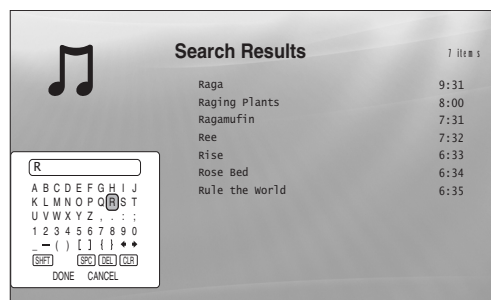 Search Results
7 items
Raga 9:31
Raging Plants 8:00
Ragamufin 7:31
Ree 7:32
Rise 6:33
Rose Bed 6:34
Rule the World 6:35
R
A B C D E F G H I J
K L M N O P Q R S T
U V W X Y Z , . : ;
1 2 3 4 5 6 7 8 9 0
_ – ( ) [ ] { }
SHFT SPC DEL CLR
DONE CANCEL